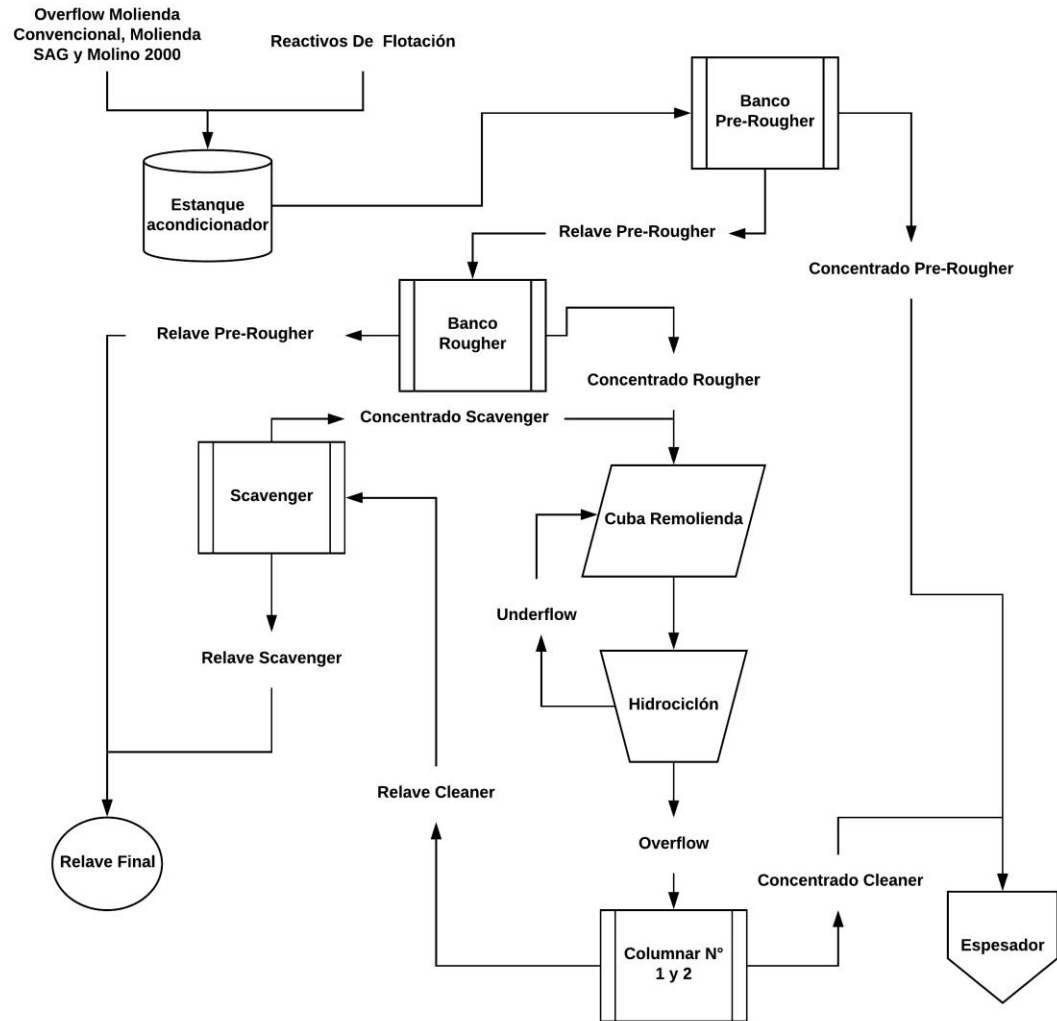 Overflow Molienda
Convencional, Molienda
SAG y Molino 2000
Reactivos De Flotación
Banco
Pre-Rougher
Estanque
acondicionador
Relave Pre-Rougher
Concentrado Pre-Rougher
Relave Pre-Rougher
Banco
Rougher
Concentrado Rougher
Concentrado Scavenger
Scavenger
Cuba Remolienda
Underflow
Relave Scavenger
Hidrociclón
Relave Cleaner
Overflow
Relave Final
Concentrado Cleaner
Columnar N°
1 y 2
Espesador